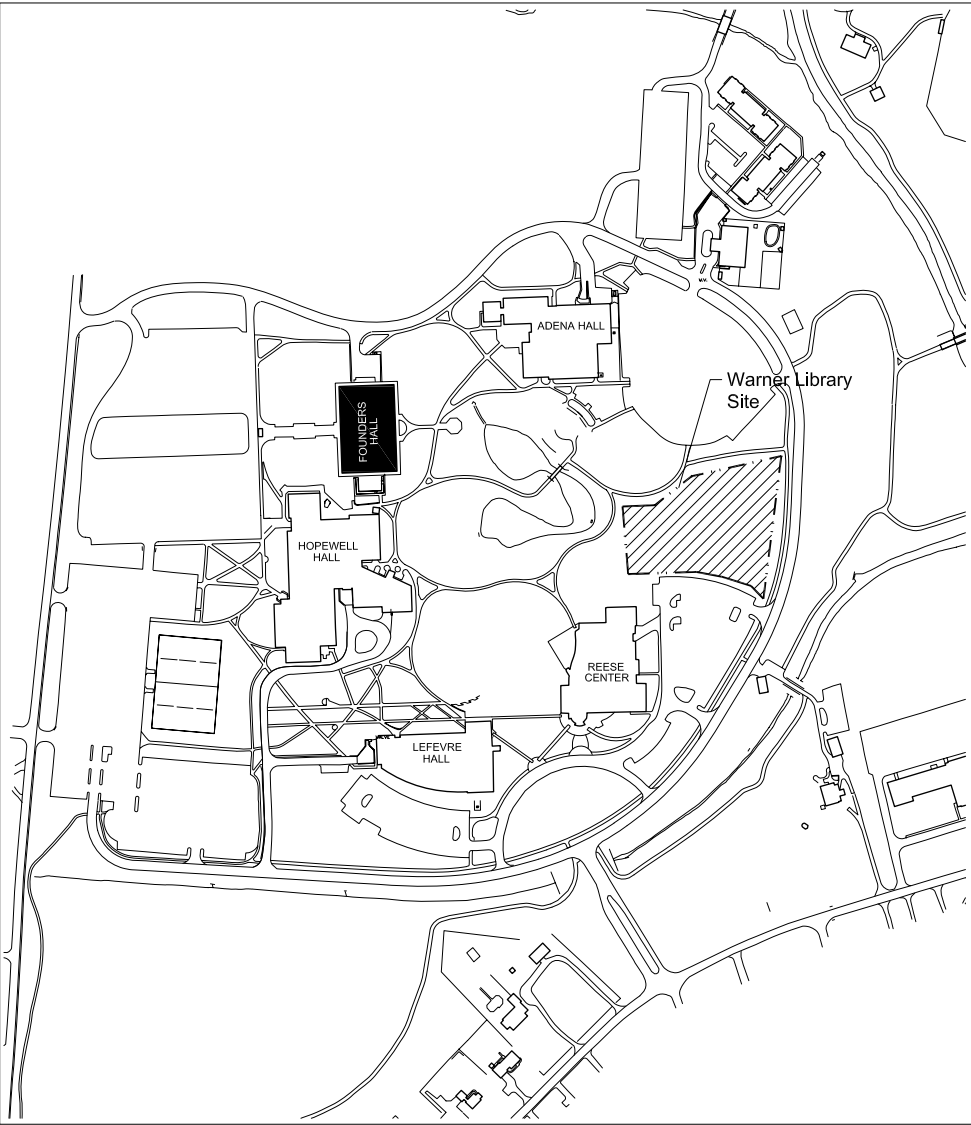 ADENA HALL
Warner Library
Site
FOUNDERS
HALL
HOPEWELL
HALL
REESE
CENTER
LEFEVRE
HALL